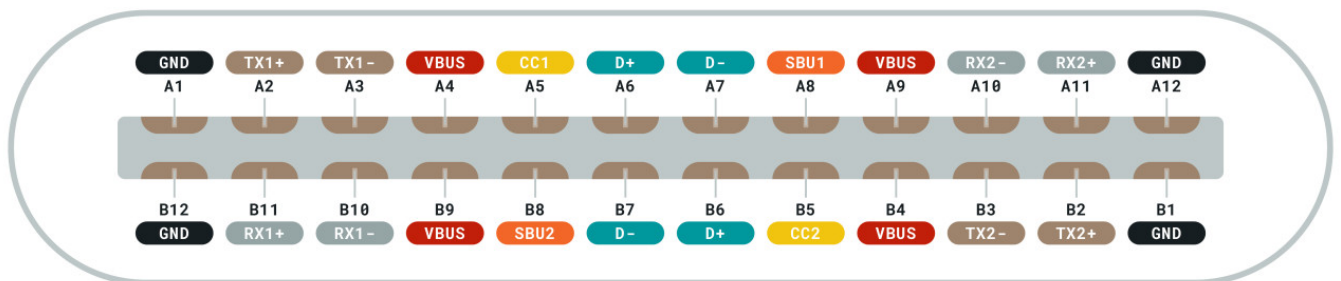 GND TX1+ TX1- VBUS CC1 D+ D- SBU1 VBUS RX2- RX2+ GND
A1 A2 A3 A4 A5 A6 A7 A8 A9 A10 A11 A12
B12 B11 B10 B9 B8 B7 B6 B5 B4 B3 B2 B1
GND RX1+ RX1- VBUS SBU2 D- D+ CC2 VBUS TX2- TX2+ GND